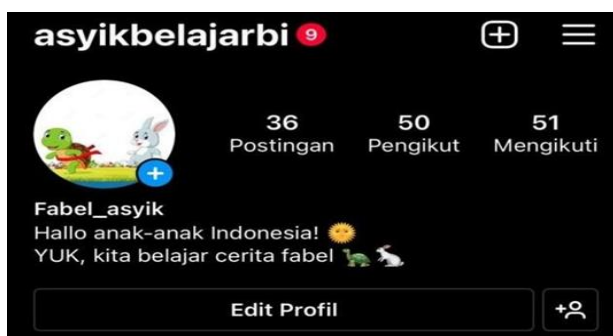 asyikbelajarbi 9
36 50 51
Postingan Pengikut Mengikuti
Fabel_asyik
Hallo anak-anak Indonesia! 🌞
YUK, kita belajar cerita fabel 🐢🐇
Edit Profil